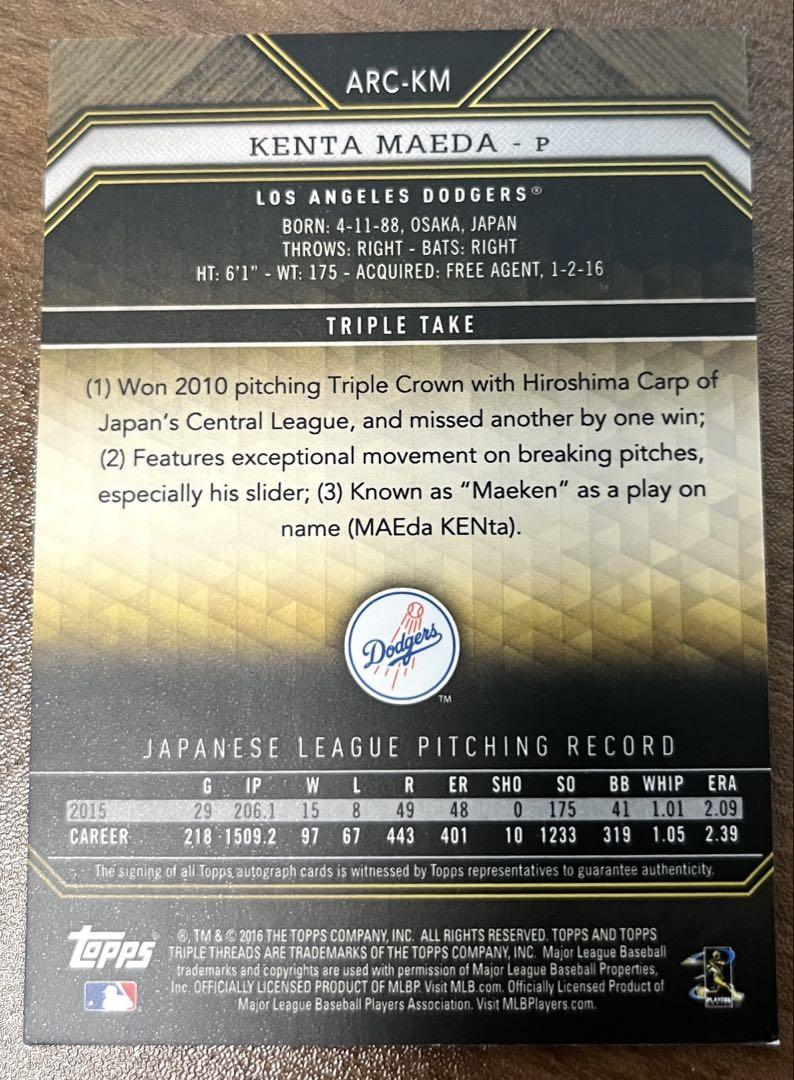 ARC-KM
KENTA MAEDA - P
LOS ANGELES DODGERS®
BORN: 4-11-88, OSAKA, JAPAN
THROWS: RIGHT - BATS: RIGHT
HT: 6'1" - WT: 175 - ACQUIRED: FREE AGENT, 1-2-16
TRIPLE TAKE
(1) Won 2010 pitching Triple Crown with Hiroshima Carp of
Japan's Central League, and missed another by one win;
(2) Features exceptional movement on breaking pitches,
especially his slider; (3) Known as “Maeken” as a play on
name (MAEda KENta).
Dodgers
TM
JAPANESE LEAGUE PITCHING RECORD
G IP W L R ER SHO SO BB WHIP ERA
2015 29 206.1 15 8 49 48 0 175 41 1.01 2.09
CAREER 218 1509.2 97 67 443 401 10 1233 319 1.05 2.39
The signing of all Topps autograph cards is witnessed by Topps representatives to guarantee authenticity.
Topps®
®, TM & © 2016 THE TOPPS COMPANY, INC. ALL RIGHTS RESERVED. TOPPS AND TOPPS
TRIPLE THREADS ARE TRADEMARKS OF THE TOPPS COMPANY, INC. Major League Baseball
trademarks and copyrights are used with permission of Major League Baseball Properties,
Inc. OFFICIALLY LICENSED PRODUCT OF MLBP. Visit MLB.com. Officially Licensed Product of
Major League Baseball Players Association. Visit MLBPlayers.com.
PLAYERS